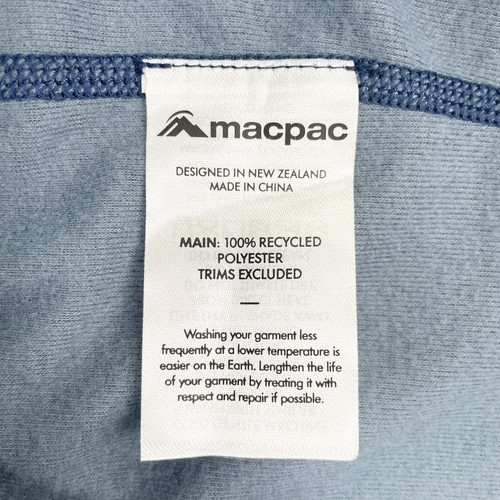 macpac
DESIGNED IN NEW ZEALAND
MADE IN CHINA
MAIN: 100% RECYCLED
POLYESTER
TRIMS EXCLUDED
—
Washing your garment less
frequently at a lower temperature is
easier on the Earth. Lengthen the life
of your garment by treating it with
respect and repair if possible.